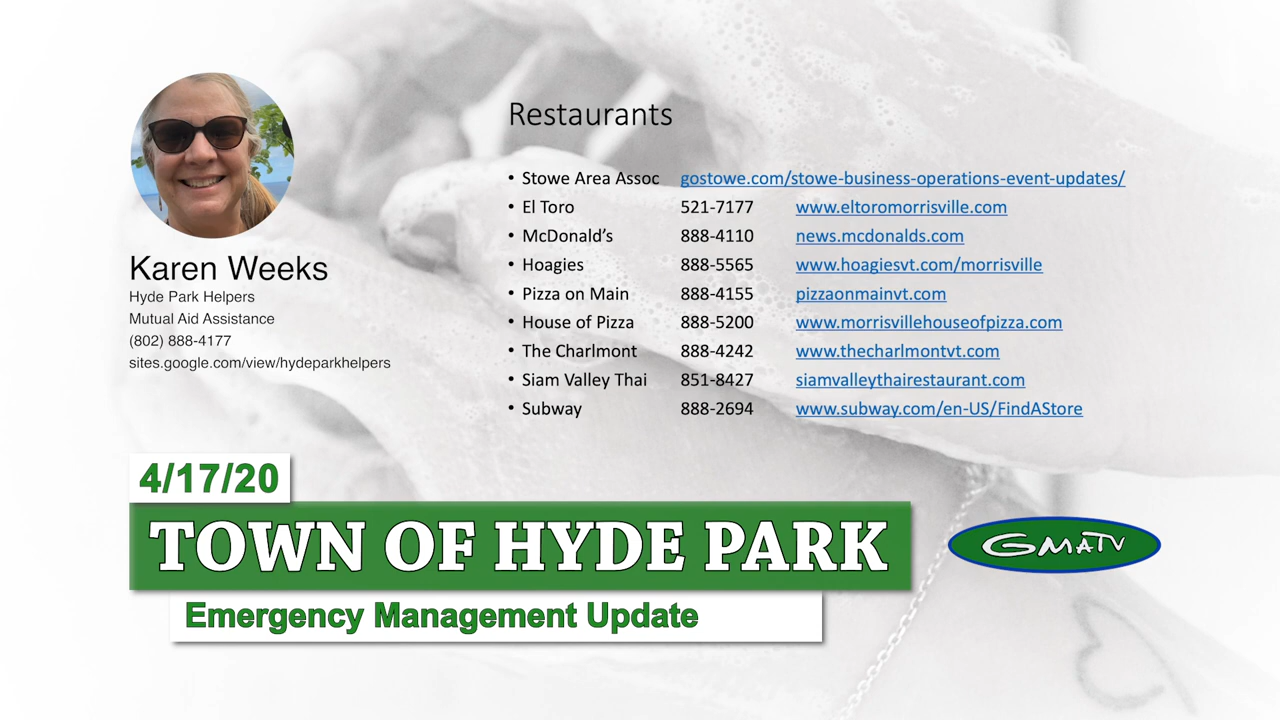 Karen Weeks
Hyde Park Helpers
Mutual Aid Assistance
(802) 888-4177
sites.google.com/view/hydeparkhelpers
Restaurants
• Stowe Area Assoc gostowe.com/stowe-business-operations-event-updates/
• El Toro 521-7177 www.eltoromorrisville.com
• McDonald's 888-4110 news.mcdonalds.com
• Hoagies 888-5565 www.hoagiesvt.com/morrisville
• Pizza on Main 888-4155 pizzaonmainvt.com
• House of Pizza 888-5200 www.morrisvillehouseofpizza.com
• The Charlmont 888-4242 www.thecharlmontvt.com
• Siam Valley Thai 851-8427 siamvalleythairestaurant.com
• Subway 888-2694 www.subway.com/en-US/FindAStore
4/17/20
TOWN OF HYDE PARK
GMATV
Emergency Management Update